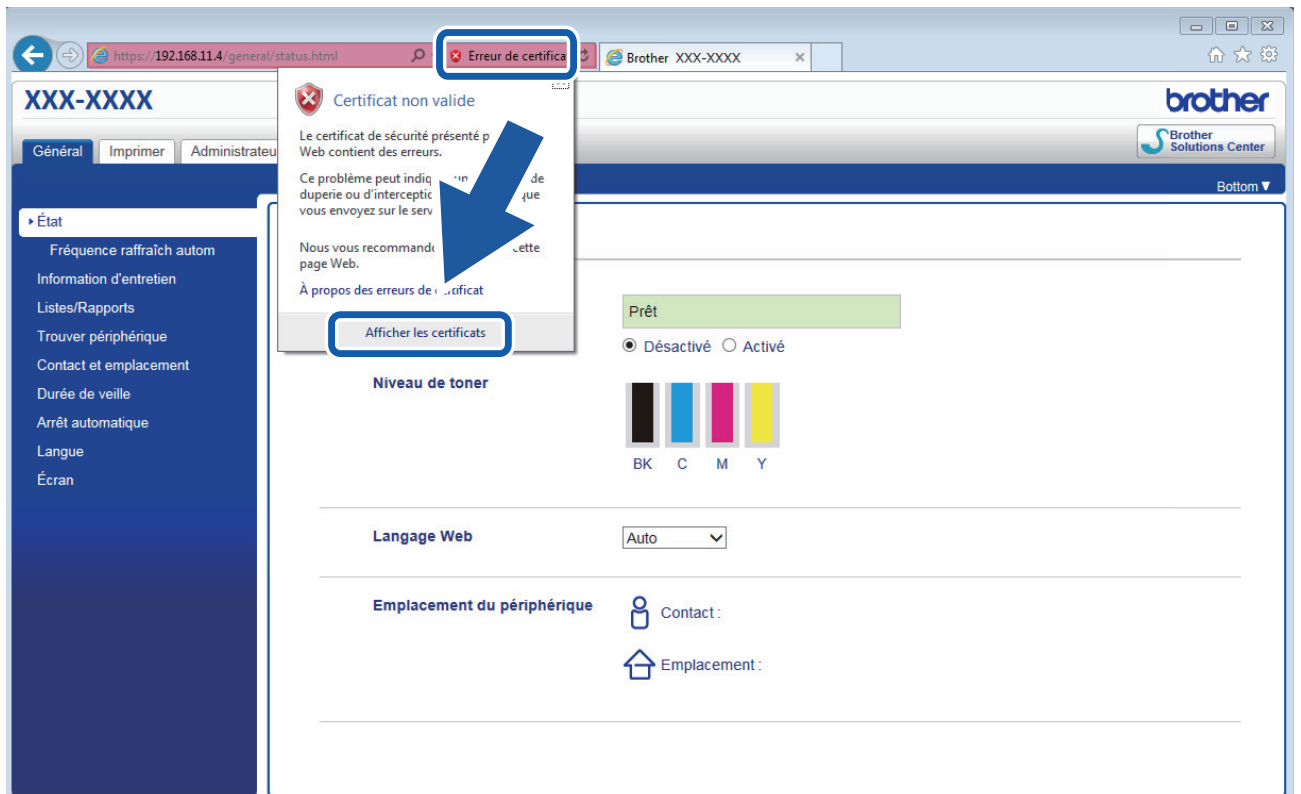 https://192.168.11.4/general/status.html
Erreur de certificat
Brother XXX-XXXX
XXX-XXXX
brother
Général
Imprimer
Administrateu
Brother
Solutions Center
Bottom▼
Certificat non valide
Le certificat de sécurité présenté p
Web contient des erreurs.
Ce problème peut indiq de
duperie ou d'interceptio que
vous envoyez sur le serv
Nous vous recommand cette
page Web.
À propos des erreurs de certificat
Afficher les certificats
État
Fréquence raffraîch autom
Information d'entretien
Listes/Rapports
Trouver périphérique
Contact et emplacement
Durée de veille
Arrêt automatique
Langue
Écran
Prêt
Désactivé Activé
Niveau de toner
BK C M Y
Langage Web
Auto
Emplacement du périphérique
Contact :
Emplacement :